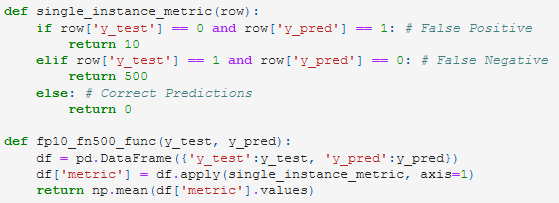 def single_instance_metric(row):
    if row['y_test'] == 0 and row['y_pred'] == 1: # False Positive
        return 10
    elif row['y_test'] == 1 and row['y_pred'] == 0: # False Negative
        return 500
    else: # Correct Predictions
        return 0

def fp10_fn500_func(y_test, y_pred):
    df = pd.DataFrame({'y_test':y_test, 'y_pred':y_pred})
    df['metric'] = df.apply(single_instance_metric, axis=1)
    return np.mean(df['metric'].values)